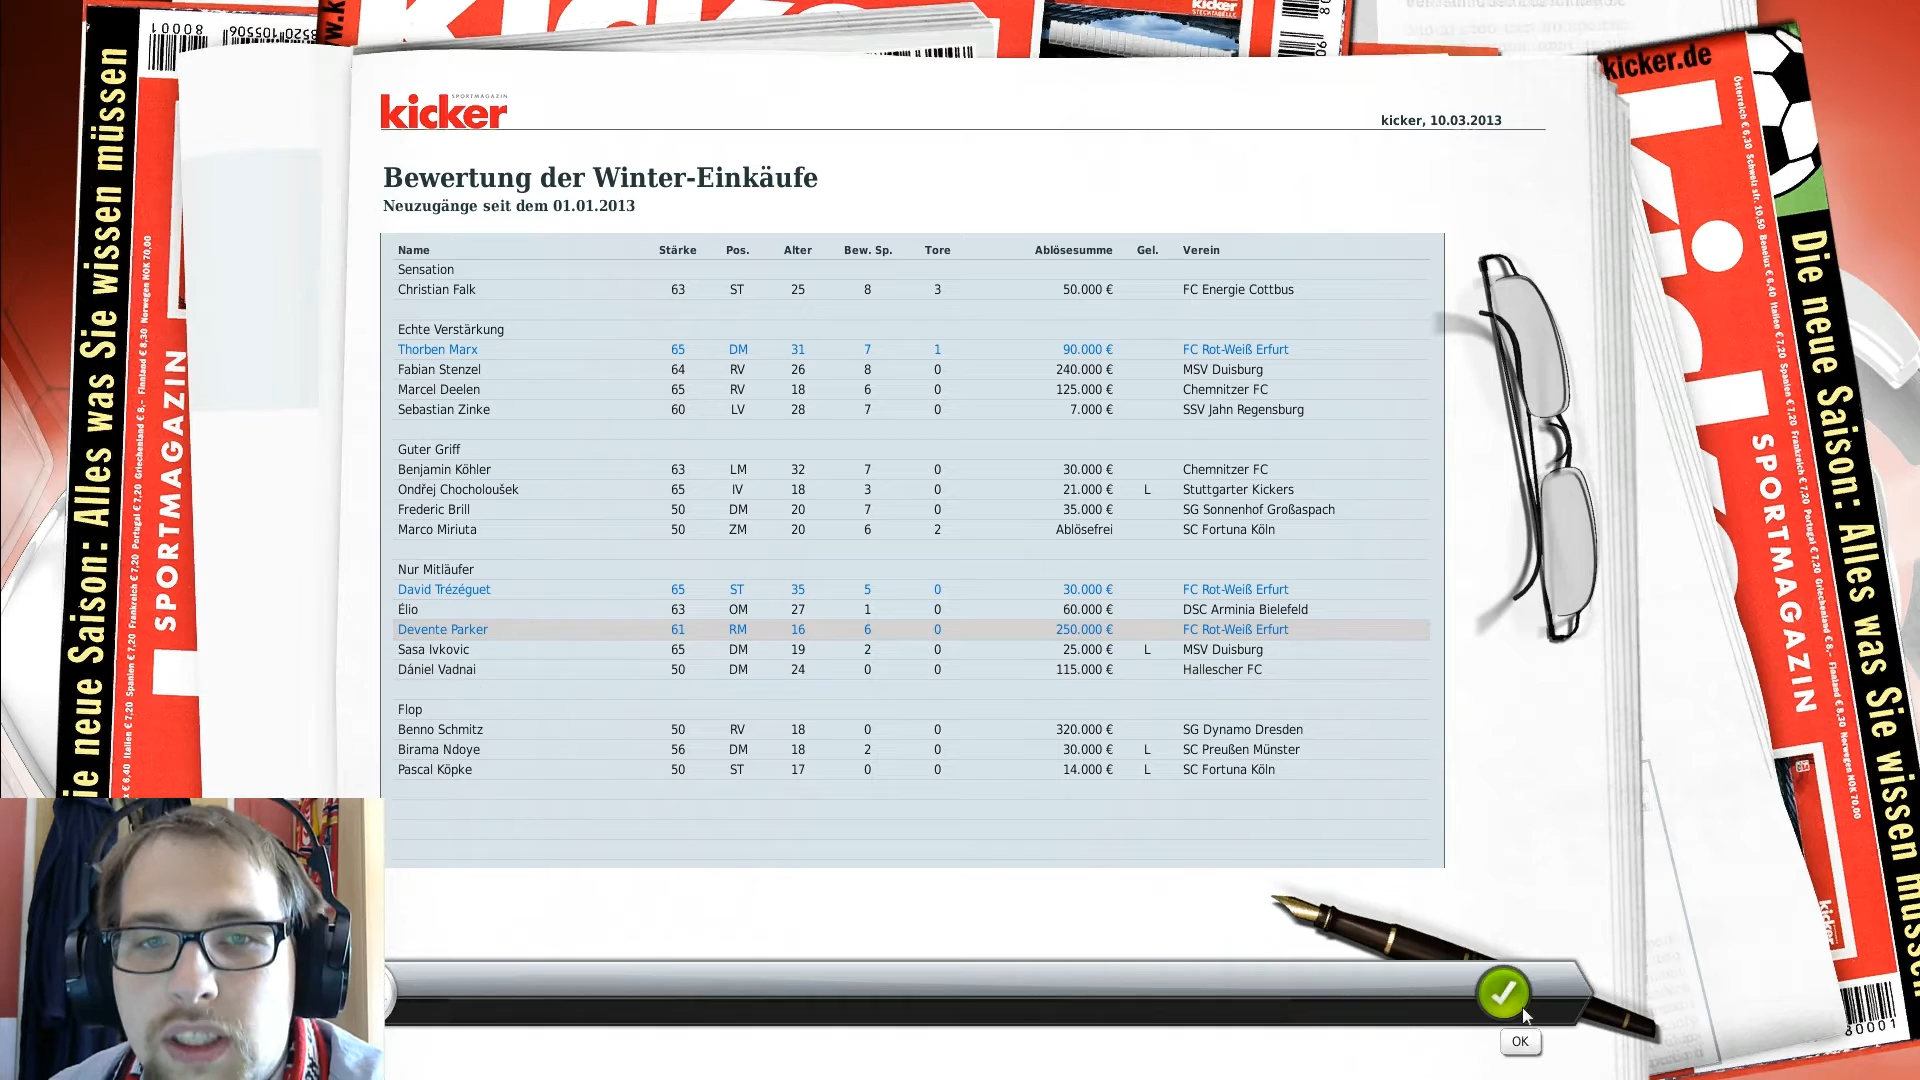 kicker
SPORTMAGAZIN
kicker, 10.03.2013
Bewertung der Winter-Einkäufe
Neuzugänge seit dem 01.01.2013
Name Stärke Pos. Alter Bew. Sp. Tore Ablösesumme Gel. Verein
Sensation
Christian Falk 63 ST 25 8 3 50.000 € FC Energie Cottbus
Echte Verstärkung
Thorben Marx 65 DM 31 7 1 90.000 € FC Rot-Weiß Erfurt
Fabian Stenzel 64 RV 26 8 0 240.000 € MSV Duisburg
Marcel Deelen 65 RV 18 6 0 125.000 € Chemnitzer FC
Sebastian Zinke 60 LV 28 7 0 7.000 € SSV Jahn Regensburg
Guter Griff
Benjamin Köhler 63 LM 32 7 0 30.000 € Chemnitzer FC
Ondřej Chocholoušek 65 IV 18 3 0 21.000 € L Stuttgarter Kickers
Frederic Brill 50 DM 20 7 0 35.000 € SG Sonnenhof Großaspach
Marco Miriuta 50 ZM 20 6 2 Ablösefrei SC Fortuna Köln
Nur Mitläufer
David Trézéguet 65 ST 35 5 0 30.000 € FC Rot-Weiß Erfurt
Élio 63 OM 27 1 0 60.000 € DSC Arminia Bielefeld
Devente Parker 61 RM 16 6 0 250.000 € FC Rot-Weiß Erfurt
Sasa Ivkovic 65 DM 19 2 0 25.000 € L MSV Duisburg
Dániel Vadnai 50 DM 24 0 0 115.000 € Hallescher FC
Flop
Benno Schmitz 50 RV 18 0 0 320.000 € SG Dynamo Dresden
Birama Ndoye 56 DM 18 2 0 30.000 € L SC Preußen Münster
Pascal Köpke 50 ST 17 0 0 14.000 € L SC Fortuna Köln
OK
ie neue Saison: Alles was Sie wissen müssen
SPORTMAGAZIN
80001
kicker
kicker.de
Die neue Saison: Alles was Sie wissen müssen
SPORTMAGAZIN
kicker
80001